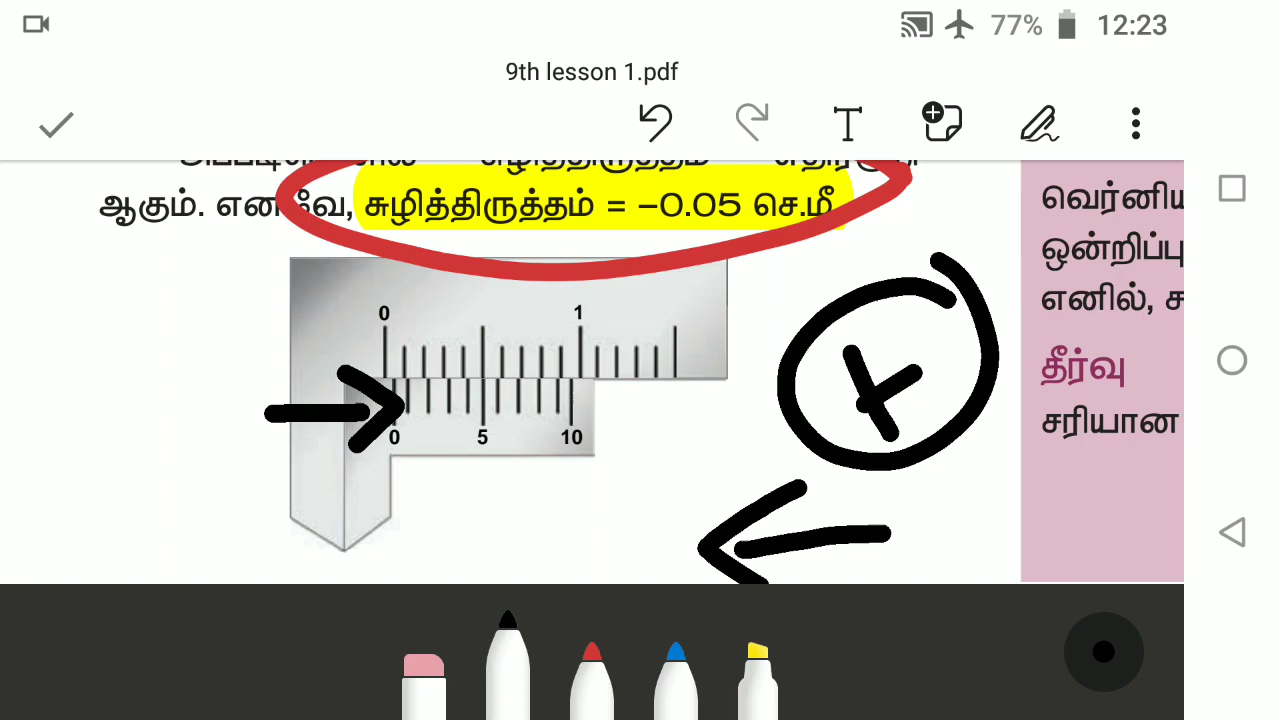 77% 12:23
9th lesson 1.pdf
ஆகும். எனவே, சுழித்திருத்தம் = –0.05 செ.மீ
0 1
0 5 10
+
வெர்னிய
ஒன்றிப்பு
எனில், ச
தீர்வு
சரியான